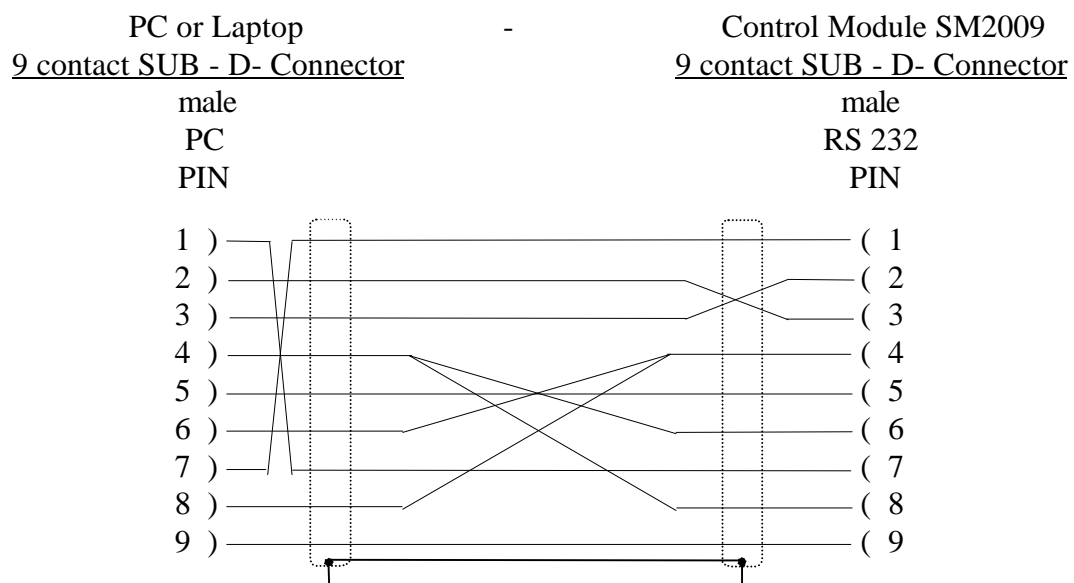 PC or Laptop - Control Module SM2009
9 contact SUB - D- Connector 9 contact SUB - D- Connector
male male
PC RS 232
PIN PIN
1 ) ( 1
2 ) ( 2
3 ) ( 3
4 ) ( 4
5 ) ( 5
6 ) ( 6
7 ) ( 7
8 ) ( 8
9 ) ( 9